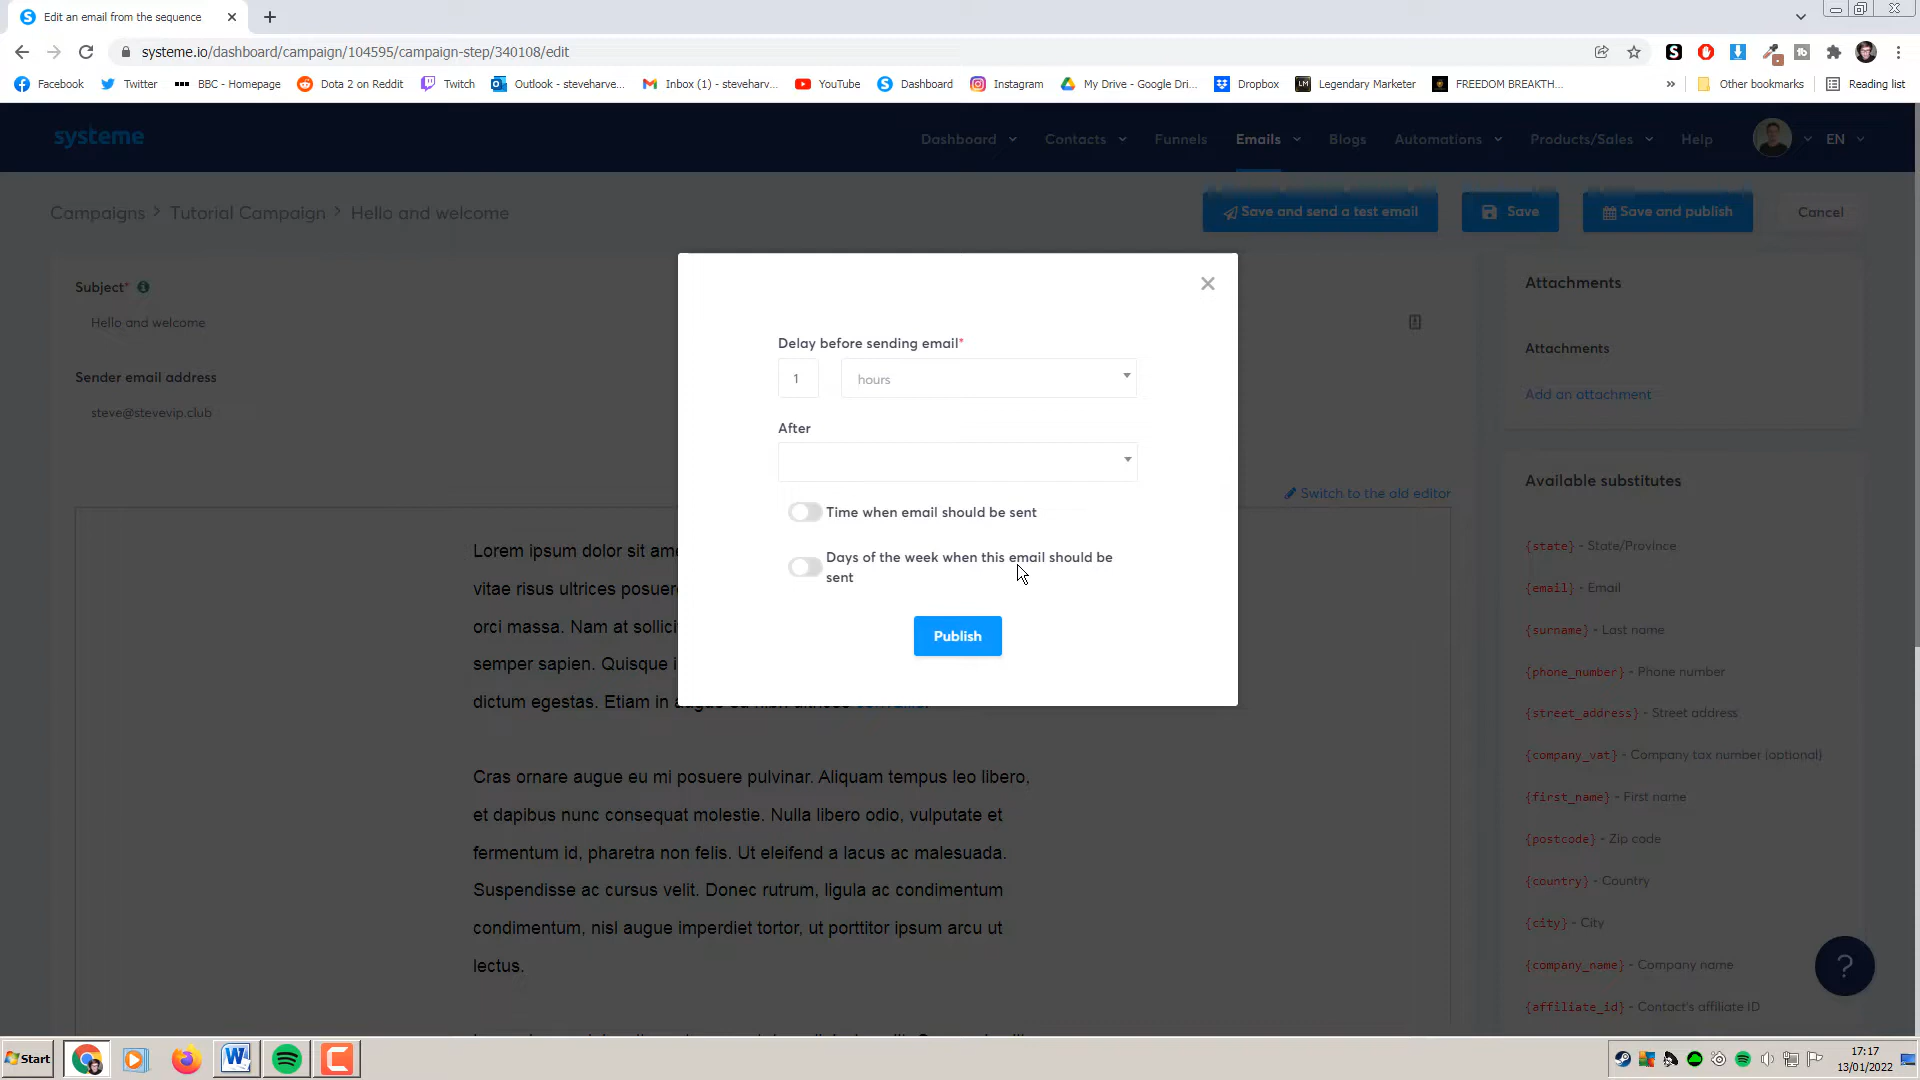 Edit an email from the sequence
systeme.io/dashboard/campaign/104595/campaign-step/340108/edit
Facebook
Twitter
BBC - Homepage
Dota 2 on Reddit
Twitch
Outlook - steveharve...
Inbox (1) - steveharv...
YouTube
Dashboard
Instagram
My Drive - Google Dri...
Dropbox
Legendary Marketer
FREEDOM BREAKTH...
Other bookmarks
Reading list
systeme
Dashboard
Contacts
Funnels
Emails
Blogs
Automations
Products/Sales
Help
EN
Campaigns > Tutorial Campaign > Hello and welcome
Save and send a test email
Save
Save and publish
Cancel
Subject*
Hello and welcome
Sender email address
steve@stevevip.club
Switch to the old editor
Delay before sending email*
1
hours
After
Time when email should be sent
Days of the week when this email should be
sent
Publish
Lorem ipsum dolor sit ame
vitae risus ultrices posuere
orci massa. Nam at sollici
semper sapien. Quisque i
dictum egestas. Etiam in
Cras ornare augue eu mi posuere pulvinar. Aliquam tempus leo libero,
et dapibus nunc consequat molestie. Nulla libero odio, vulputate et
fermentum id, pharetra non felis. Ut eleifend a lacus ac malesuada.
Suspendisse ac cursus velit. Donec rutrum, ligula ac condimentum
condimentum, nisl augue imperdiet tortor, ut porttitor ipsum arcu ut
lectus.
Attachments
Attachments
Add an attachment
Available substitutes
{state} - State/Province
{email} - Email
{surname} - Last name
{phone_number} - Phone number
{street_address} - Street address
{company_vat} - Company tax number (optional)
{first_name} - First name
{postcode} - Zip code
{country} - Country
{city} - City
{company_name} - Company name
{affiliate_id} - Contact's affiliate ID
?
Start
17:17
13/01/2022